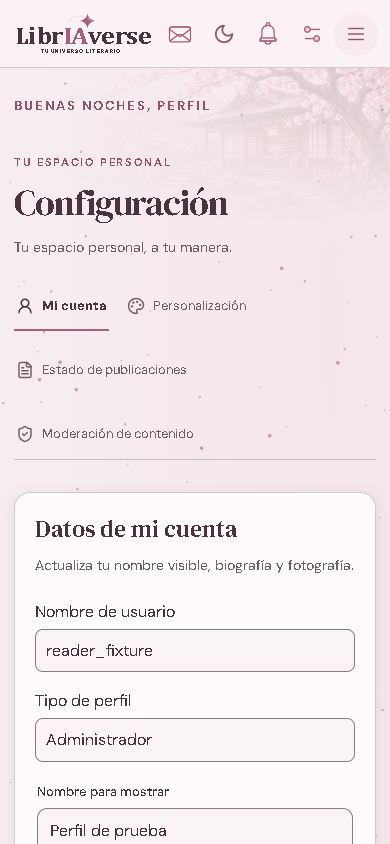 LibrIAverse
TU UNIVERSO LITERARIO
BUENAS NOCHES, PERFIL
TU ESPACIO PERSONAL
Configuración
Tu espacio personal, a tu manera.
Mi cuenta
Personalización
Estado de publicaciones
Moderación de contenido
Datos de mi cuenta
Actualiza tu nombre visible, biografía y fotografía.
Nombre de usuario
reader_fixture
Tipo de perfil
Administrador
Nombre para mostrar
Perfil de prueba